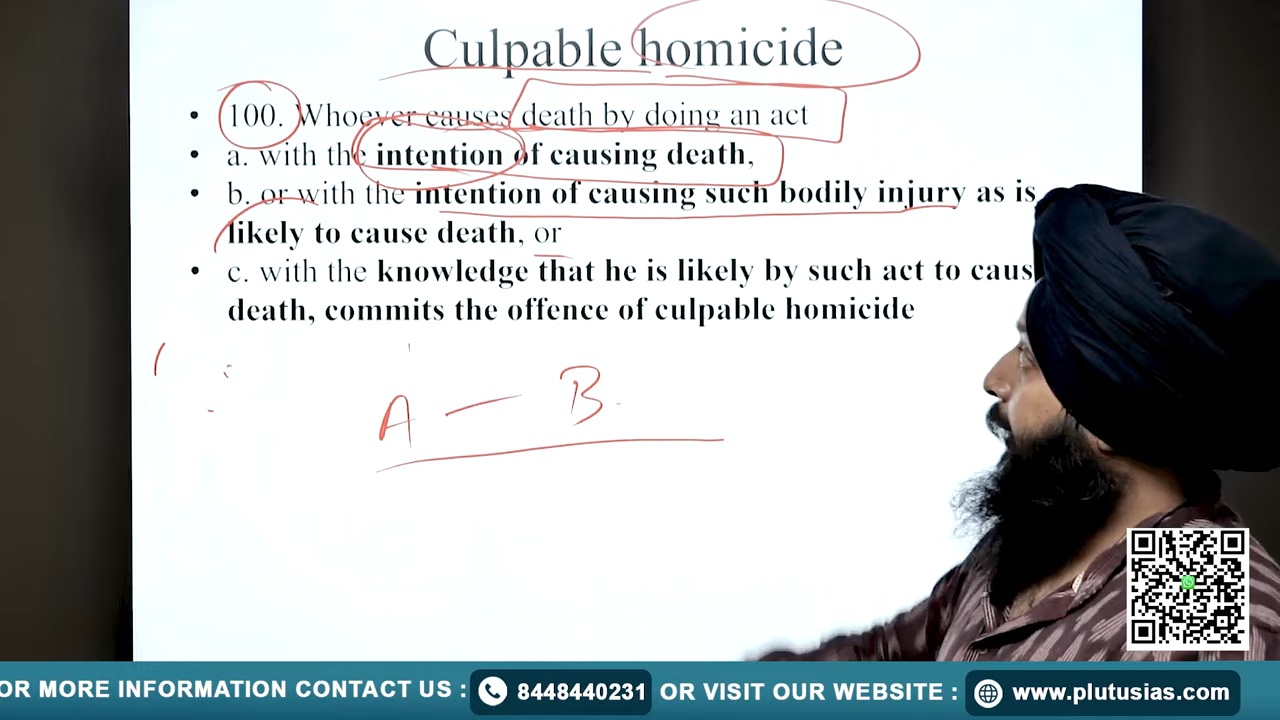 Culpable homicide
• 100. Whoever causes death by doing an act
• a. with the intention of causing death,
• b. or with the intention of causing such bodily injury as is
likely to cause death, or
• c. with the knowledge that he is likely by such act to caus
death, commits the offence of culpable homicide
A — B
OR MORE INFORMATION CONTACT US : 8448440231 OR VISIT OUR WEBSITE : www.plutusias.com